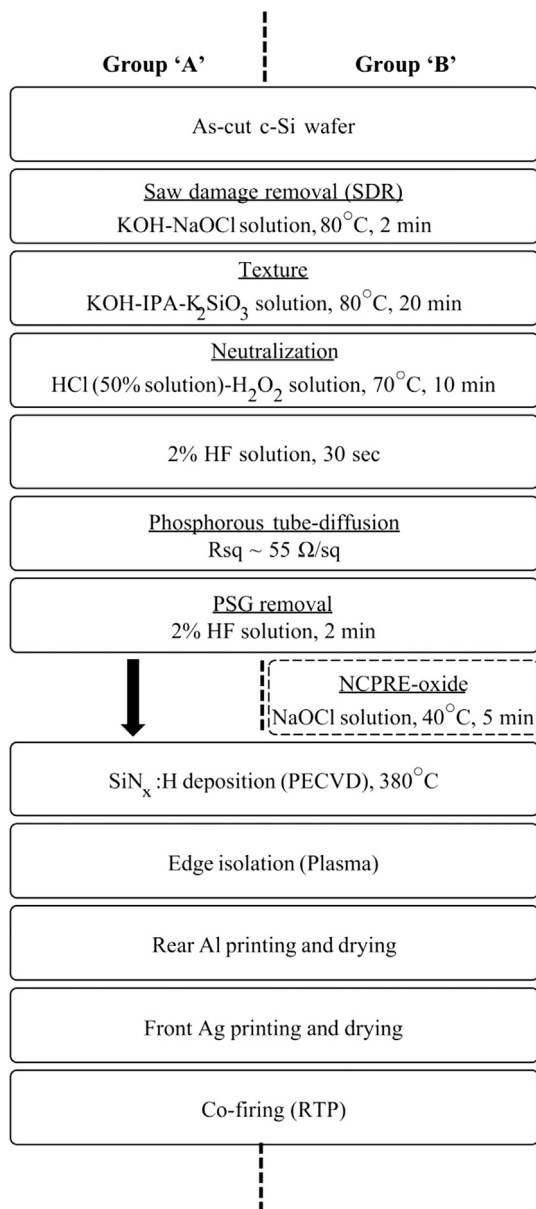 Group ‘A’ Group ‘B’
As-cut c-Si wafer
Saw damage removal (SDR)
KOH-NaOCl solution, 80°C, 2 min
Texture
KOH-IPA-K₂SiO₃ solution, 80°C, 20 min
Neutralization
HCl (50% solution)-H₂O₂ solution, 70°C, 10 min
2% HF solution, 30 sec
Phosphorous tube-diffusion
Rsq ~ 55 Ω/sq
PSG removal
2% HF solution, 2 min
NCPRE-oxide
NaOCl solution, 40°C, 5 min
SiNₓ :H deposition (PECVD), 380°C
Edge isolation (Plasma)
Rear Al printing and drying
Front Ag printing and drying
Co-firing (RTP)